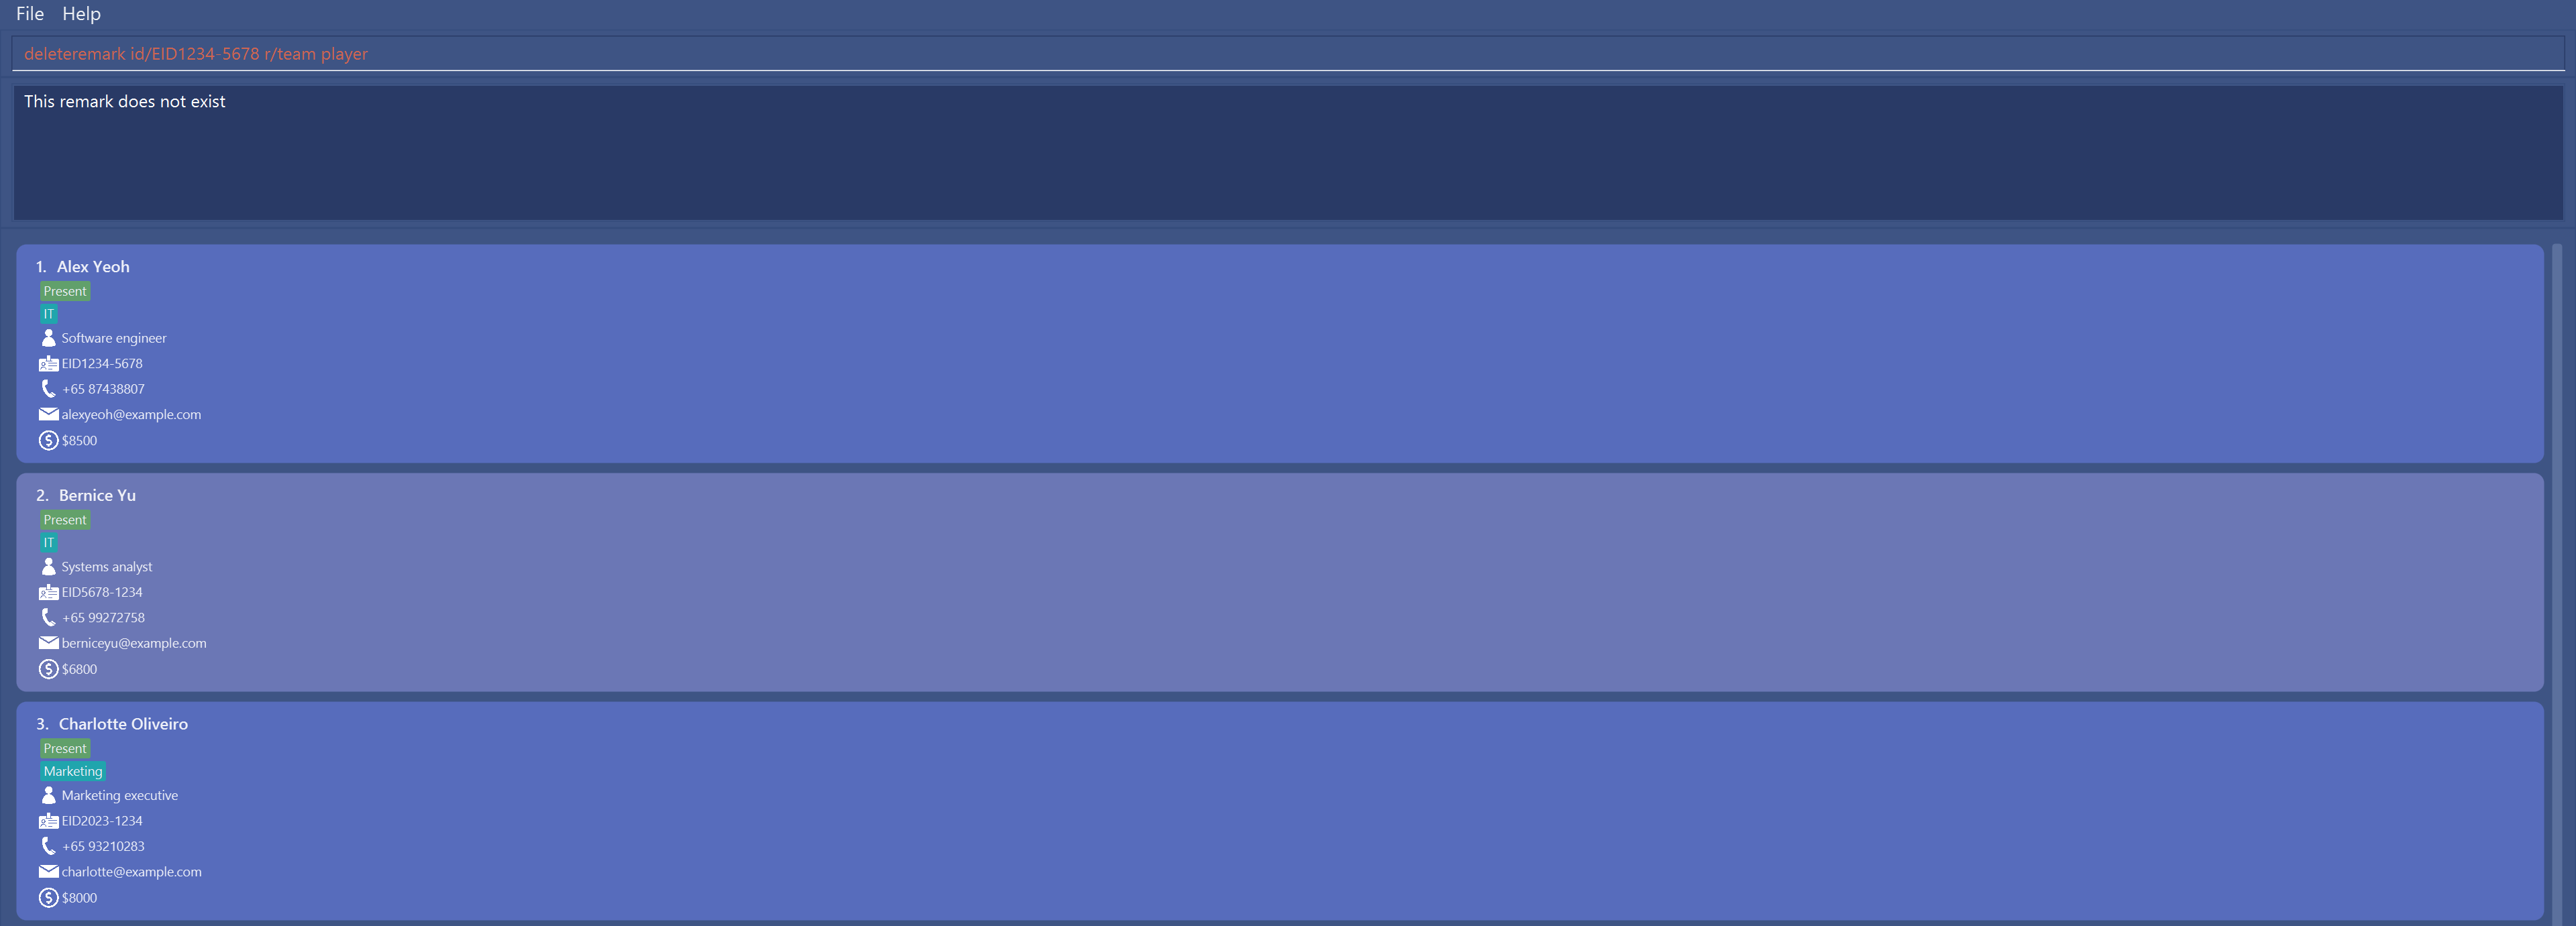 File Help
deleteremark id/EID1234-5678 r/team player
This remark does not exist
1. Alex Yeoh
Present
IT
Software engineer
EID1234-5678
+65 87438807
alexyeoh@example.com
$8500
2. Bernice Yu
Present
IT
Systems analyst
EID5678-1234
+65 99272758
berniceyu@example.com
$6800
3. Charlotte Oliveiro
Present
Marketing
Marketing executive
EID2023-1234
+65 93210283
charlotte@example.com
$8000